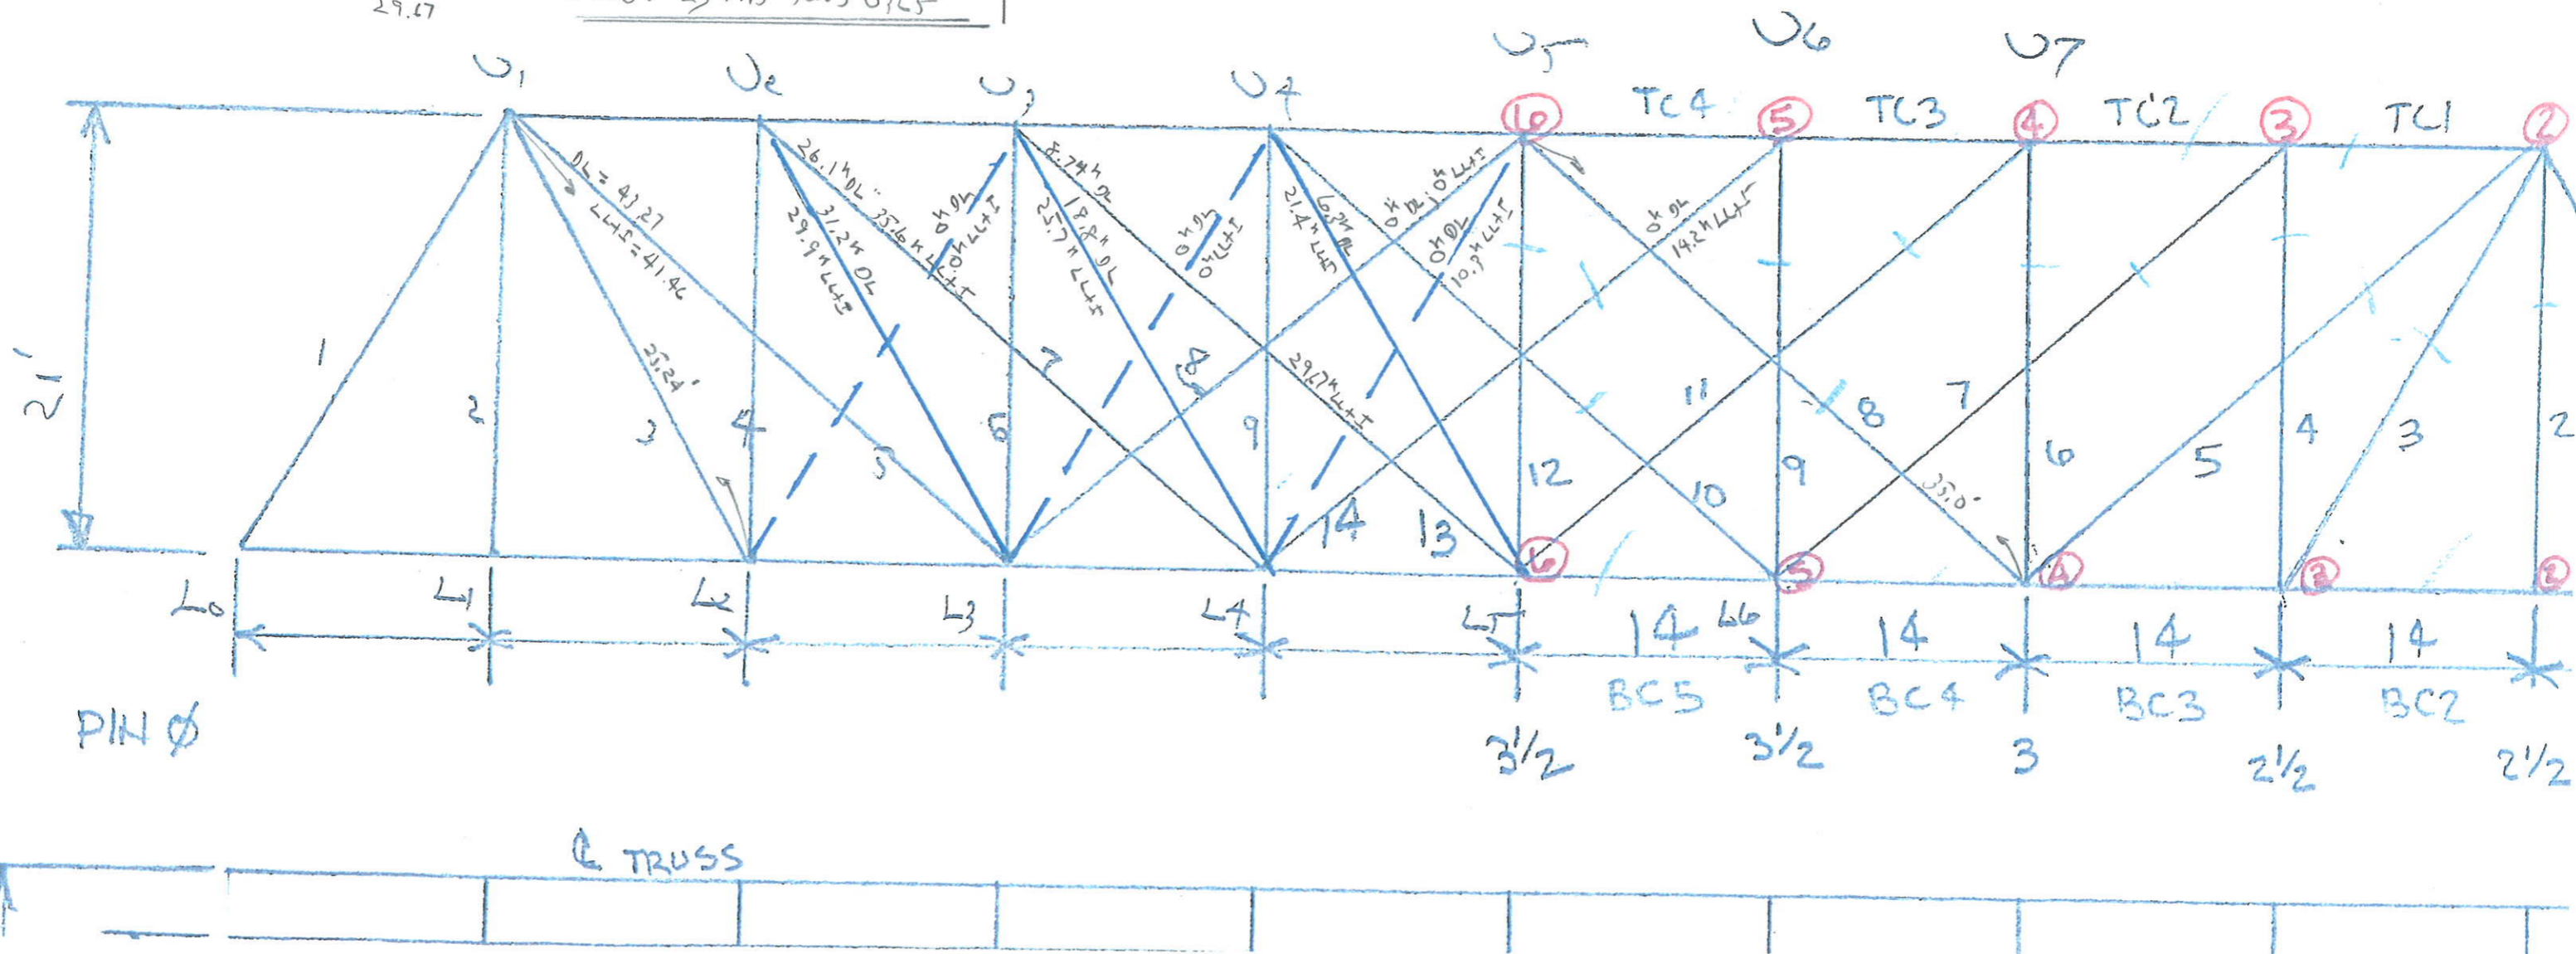 29.67
U1 U2 U3 U4 U5 U6 U7
6 TC4 5 TC3 4 TC2 3 TC1 2
21'
DL = 43.27
LL+I = 41.46
25.24'
26.1K DL
35.6K LL+I
31.2K DL
29.9K LL+I
0K DL
0K LL+I
8.74K DL
29.67K LL+I
18.8K DL
25.7K LL+I
0K DL
0K LL+I
0K DL; 0K LL+I
6.3K DL
21.4K LL+I
0K DL
10.9K LL+I
0K DL
14.2K LL+I
35.0'
1 2 3 4 5 6 7 8 9 14 13 12 10 11 9 8 7 6 5 4 3 2
6 5 4 3 2
L0 L1 L2 L3 L4 L5 14 L6 14 14 14
BC5 BC4 BC3 BC2
PIN Ø 3 1/2 3 1/2 3 2 1/2 2 1/2
℄ TRUSS